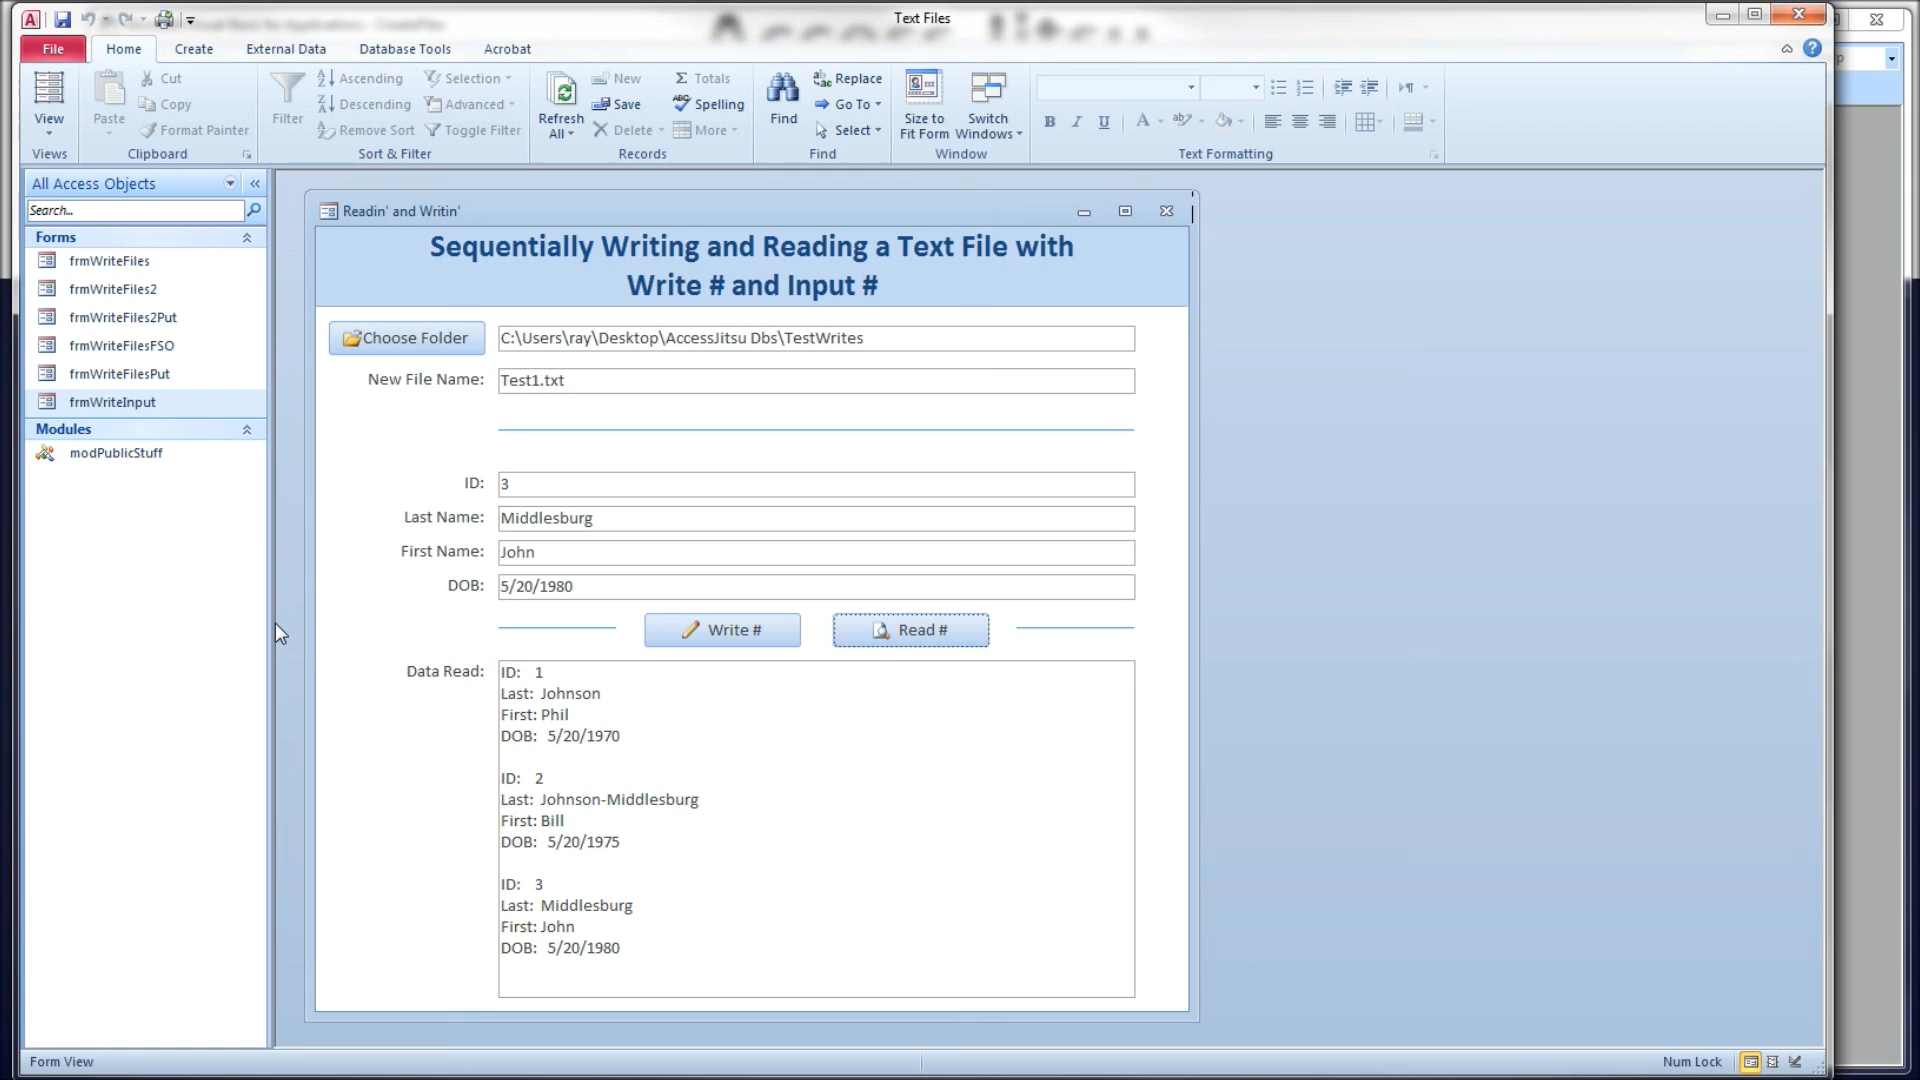 Text Files
File Home Create External Data Database Tools Acrobat
View
Views
Paste
Cut
Copy
Format Painter
Clipboard
Filter
Ascending
Descending
Remove Sort
Selection
Advanced
Toggle Filter
Sort & Filter
Refresh
All
New
Save
Delete
Totals
Spelling
More
Records
Find
Replace
Go To
Select
Find
Size to
Fit Form
Switch
Windows
Window
Text Formatting
All Access Objects
Search...
Forms
frmWriteFiles
frmWriteFiles2
frmWriteFiles2Put
frmWriteFilesFSO
frmWriteFilesPut
frmWriteInput
Modules
modPublicStuff
Readin' and Writin'
Sequentially Writing and Reading a Text File with
Write # and Input #
Choose Folder C:\Users\ray\Desktop\AccessJitsu Dbs\TestWrites
New File Name: Test1.txt
ID: 3
Last Name: Middlesburg
First Name: John
DOB: 5/20/1980
Write # Read #
Data Read: ID: 1
Last: Johnson
First: Phil
DOB: 5/20/1970
ID: 2
Last: Johnson-Middlesburg
First: Bill
DOB: 5/20/1975
ID: 3
Last: Middlesburg
First: John
DOB: 5/20/1980
Form View Num Lock